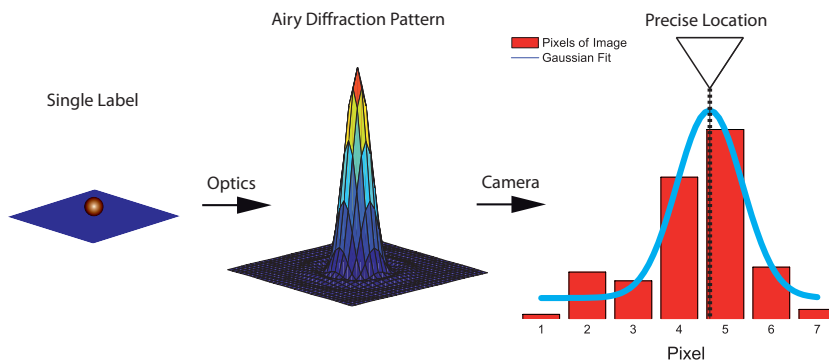 Airy Diffraction Pattern
Precise Location
Pixels of Image
Gaussian Fit
Single Label
Optics
Camera
1 2 3 4 5 6 7
Pixel